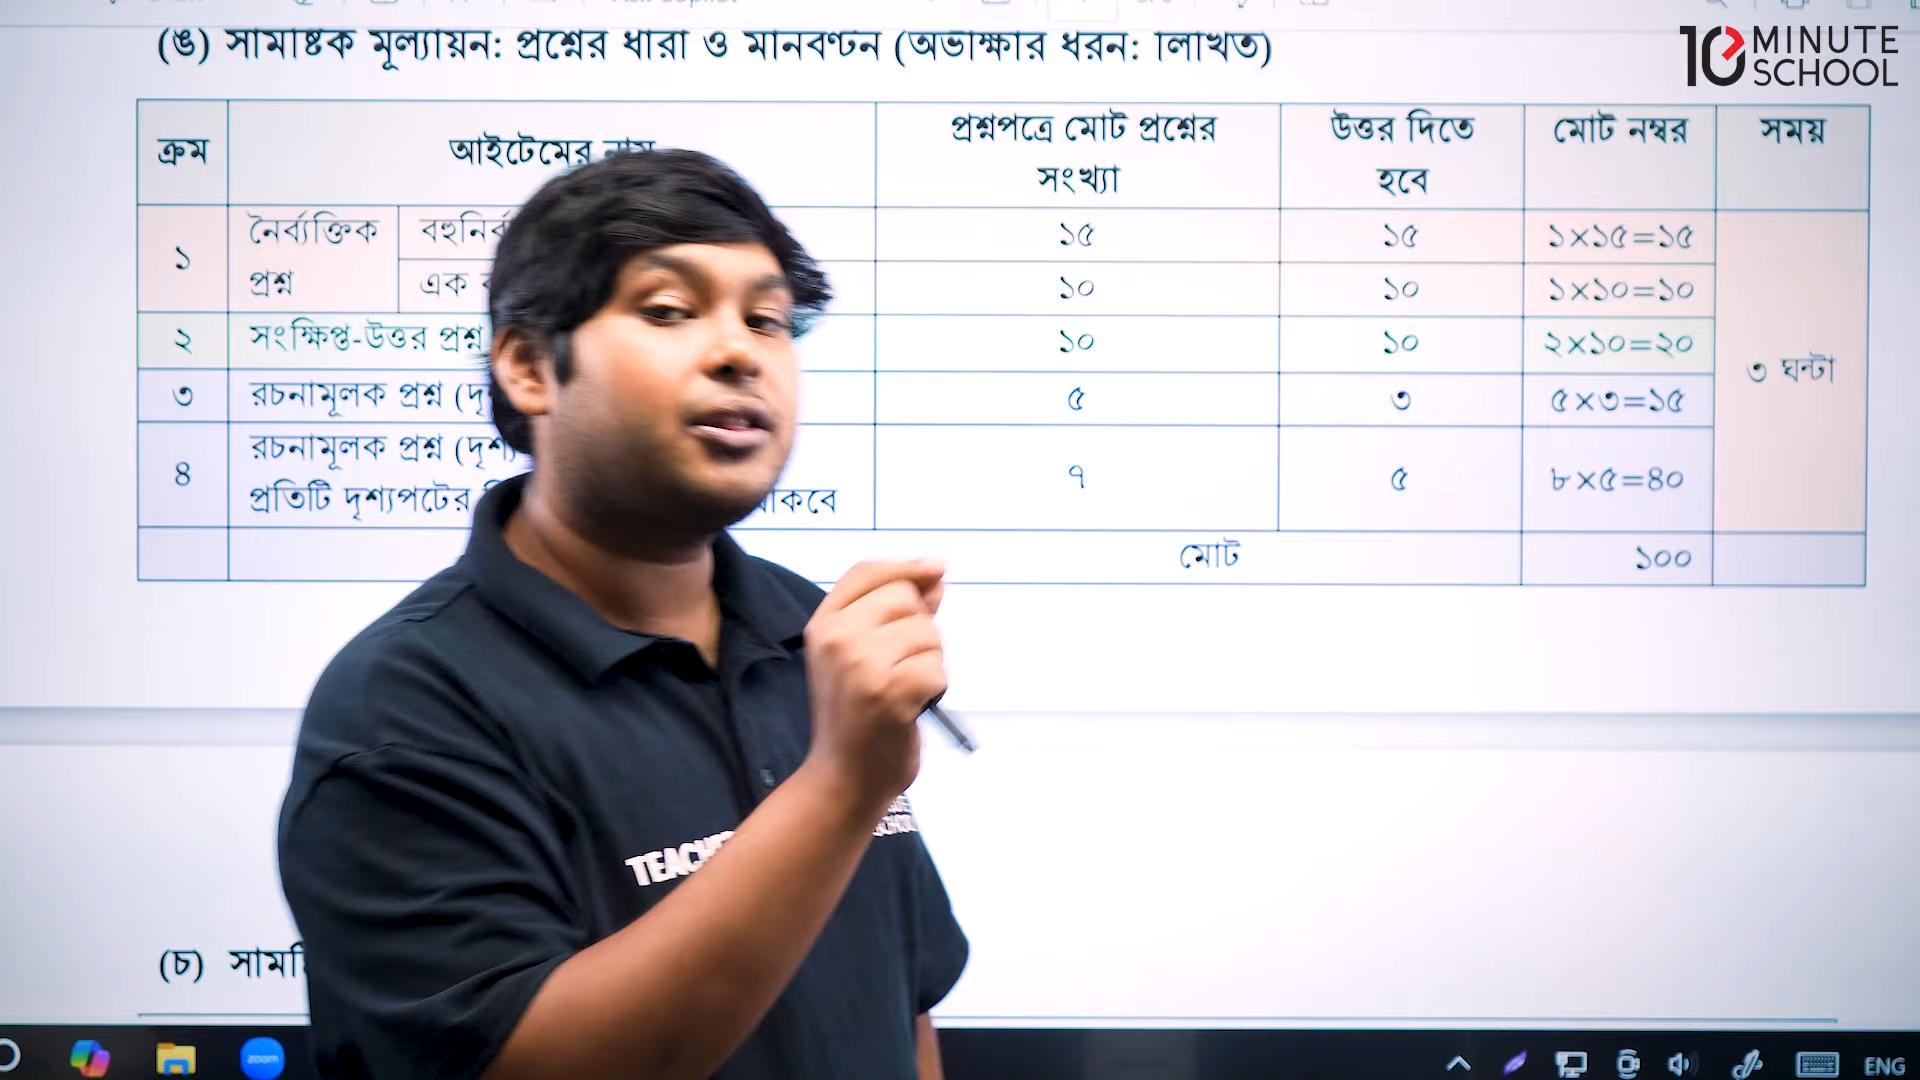 (ঙ) সামষ্টিক মূল্যায়ন: প্রশ্নের ধারা ও মানবণ্টন (অভীক্ষার ধরন: লিখিত)
10 MINUTE SCHOOL
ক্রম আইটেমের নাম প্রশ্নপত্রে মোট প্রশ্নের সংখ্যা উত্তর দিতে হবে মোট নম্বর সময়
১ নৈর্ব্যক্তিক প্রশ্ন ১৫ ১৫ ১×১৫=১৫
এক ১০ ১০ ১×১০=১০
২ সংক্ষিপ্ত-উত্তর প্রশ্ন ১০ ১০ ২×১০=২০
৩ ঘন্টা
৩ রচনামূলক প্রশ্ন ৫ ৩ ৫×৩=১৫
৪ রচনামূলক প্রশ্ন
প্রতিটি দৃশ্যপটের থাকবে ৭ ৫ ৮×৫=৪০
মোট ১০০
(চ)
zoom ENG